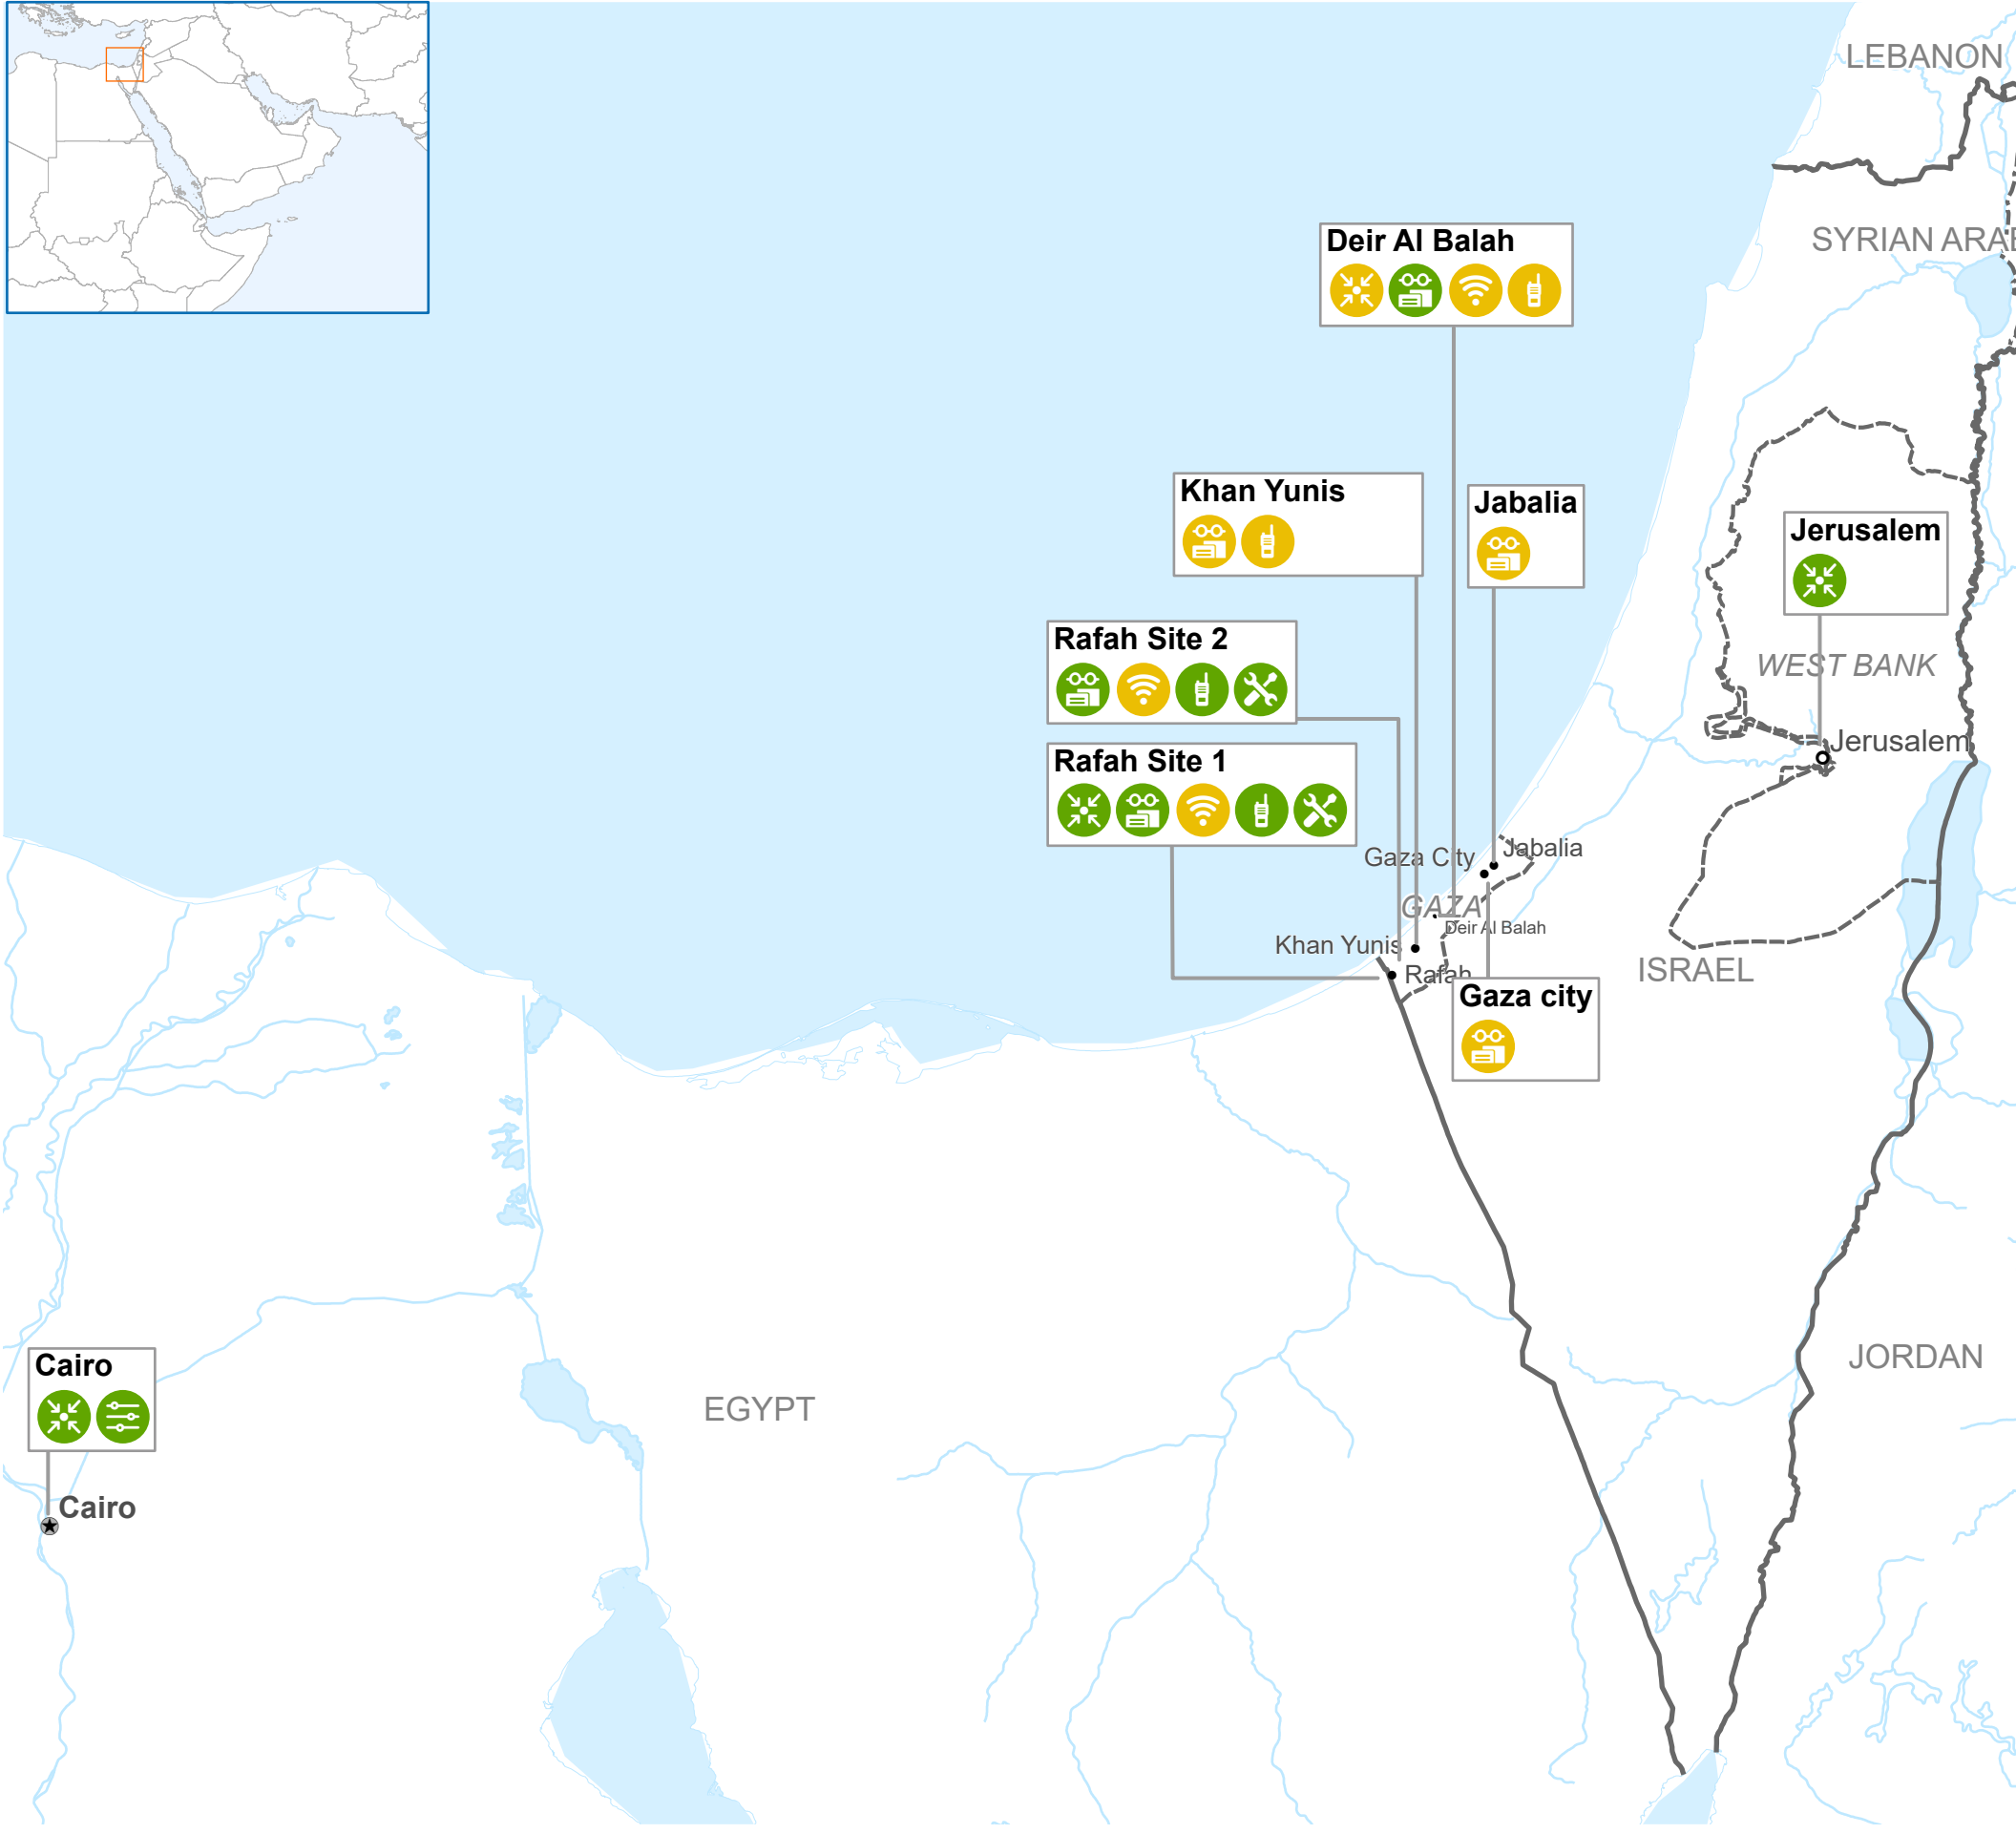 LEBANON
SYRIAN ARAB
Deir Al Balah
Khan Yunis
Jabalia
Jerusalem
Rafah Site 2
WEST BANK
Jerusalem
Rafah Site 1
Jabalia
Gaza City
GAZA
Deir Al Balah
Khan Yunis
Rafah
ISRAEL
Gaza city
JORDAN
Cairo
EGYPT
Cairo